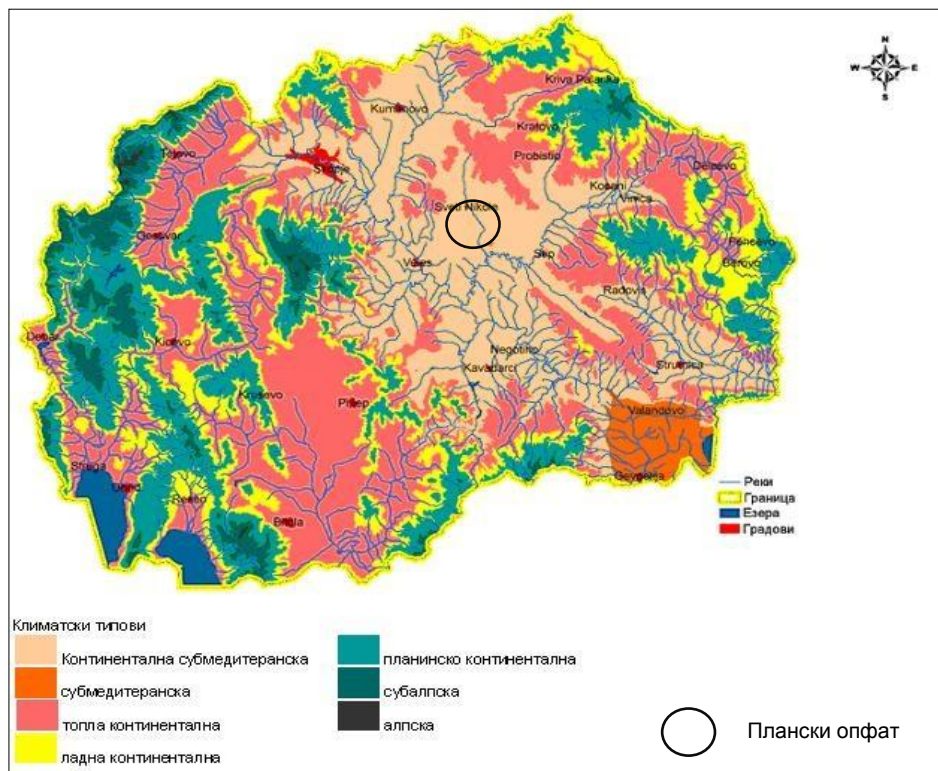 N
W E
S
Kriva Palanka
Kumanovo
Kratovo
Tetovo
Skopje
Probistip
Delcevo
Kocani
Vinica
Sveti Nikole
Gostivar
Pehcevo
Berovo
Stip
Veles
Radovis
Debar
Kicevo
Negotino
Kavadarci
Strumica
Krusevo
Prilep
Valandovo
Struga
Ohrid
Resen
Gevgelija
Bitola
Реки
Граница
Езера
Градови
Климатски типови
Континентална субмедитеранска
субмедитеранска
топла континентална
ладна континентална
планинско континентална
субалпска
алпска
Плански опфат